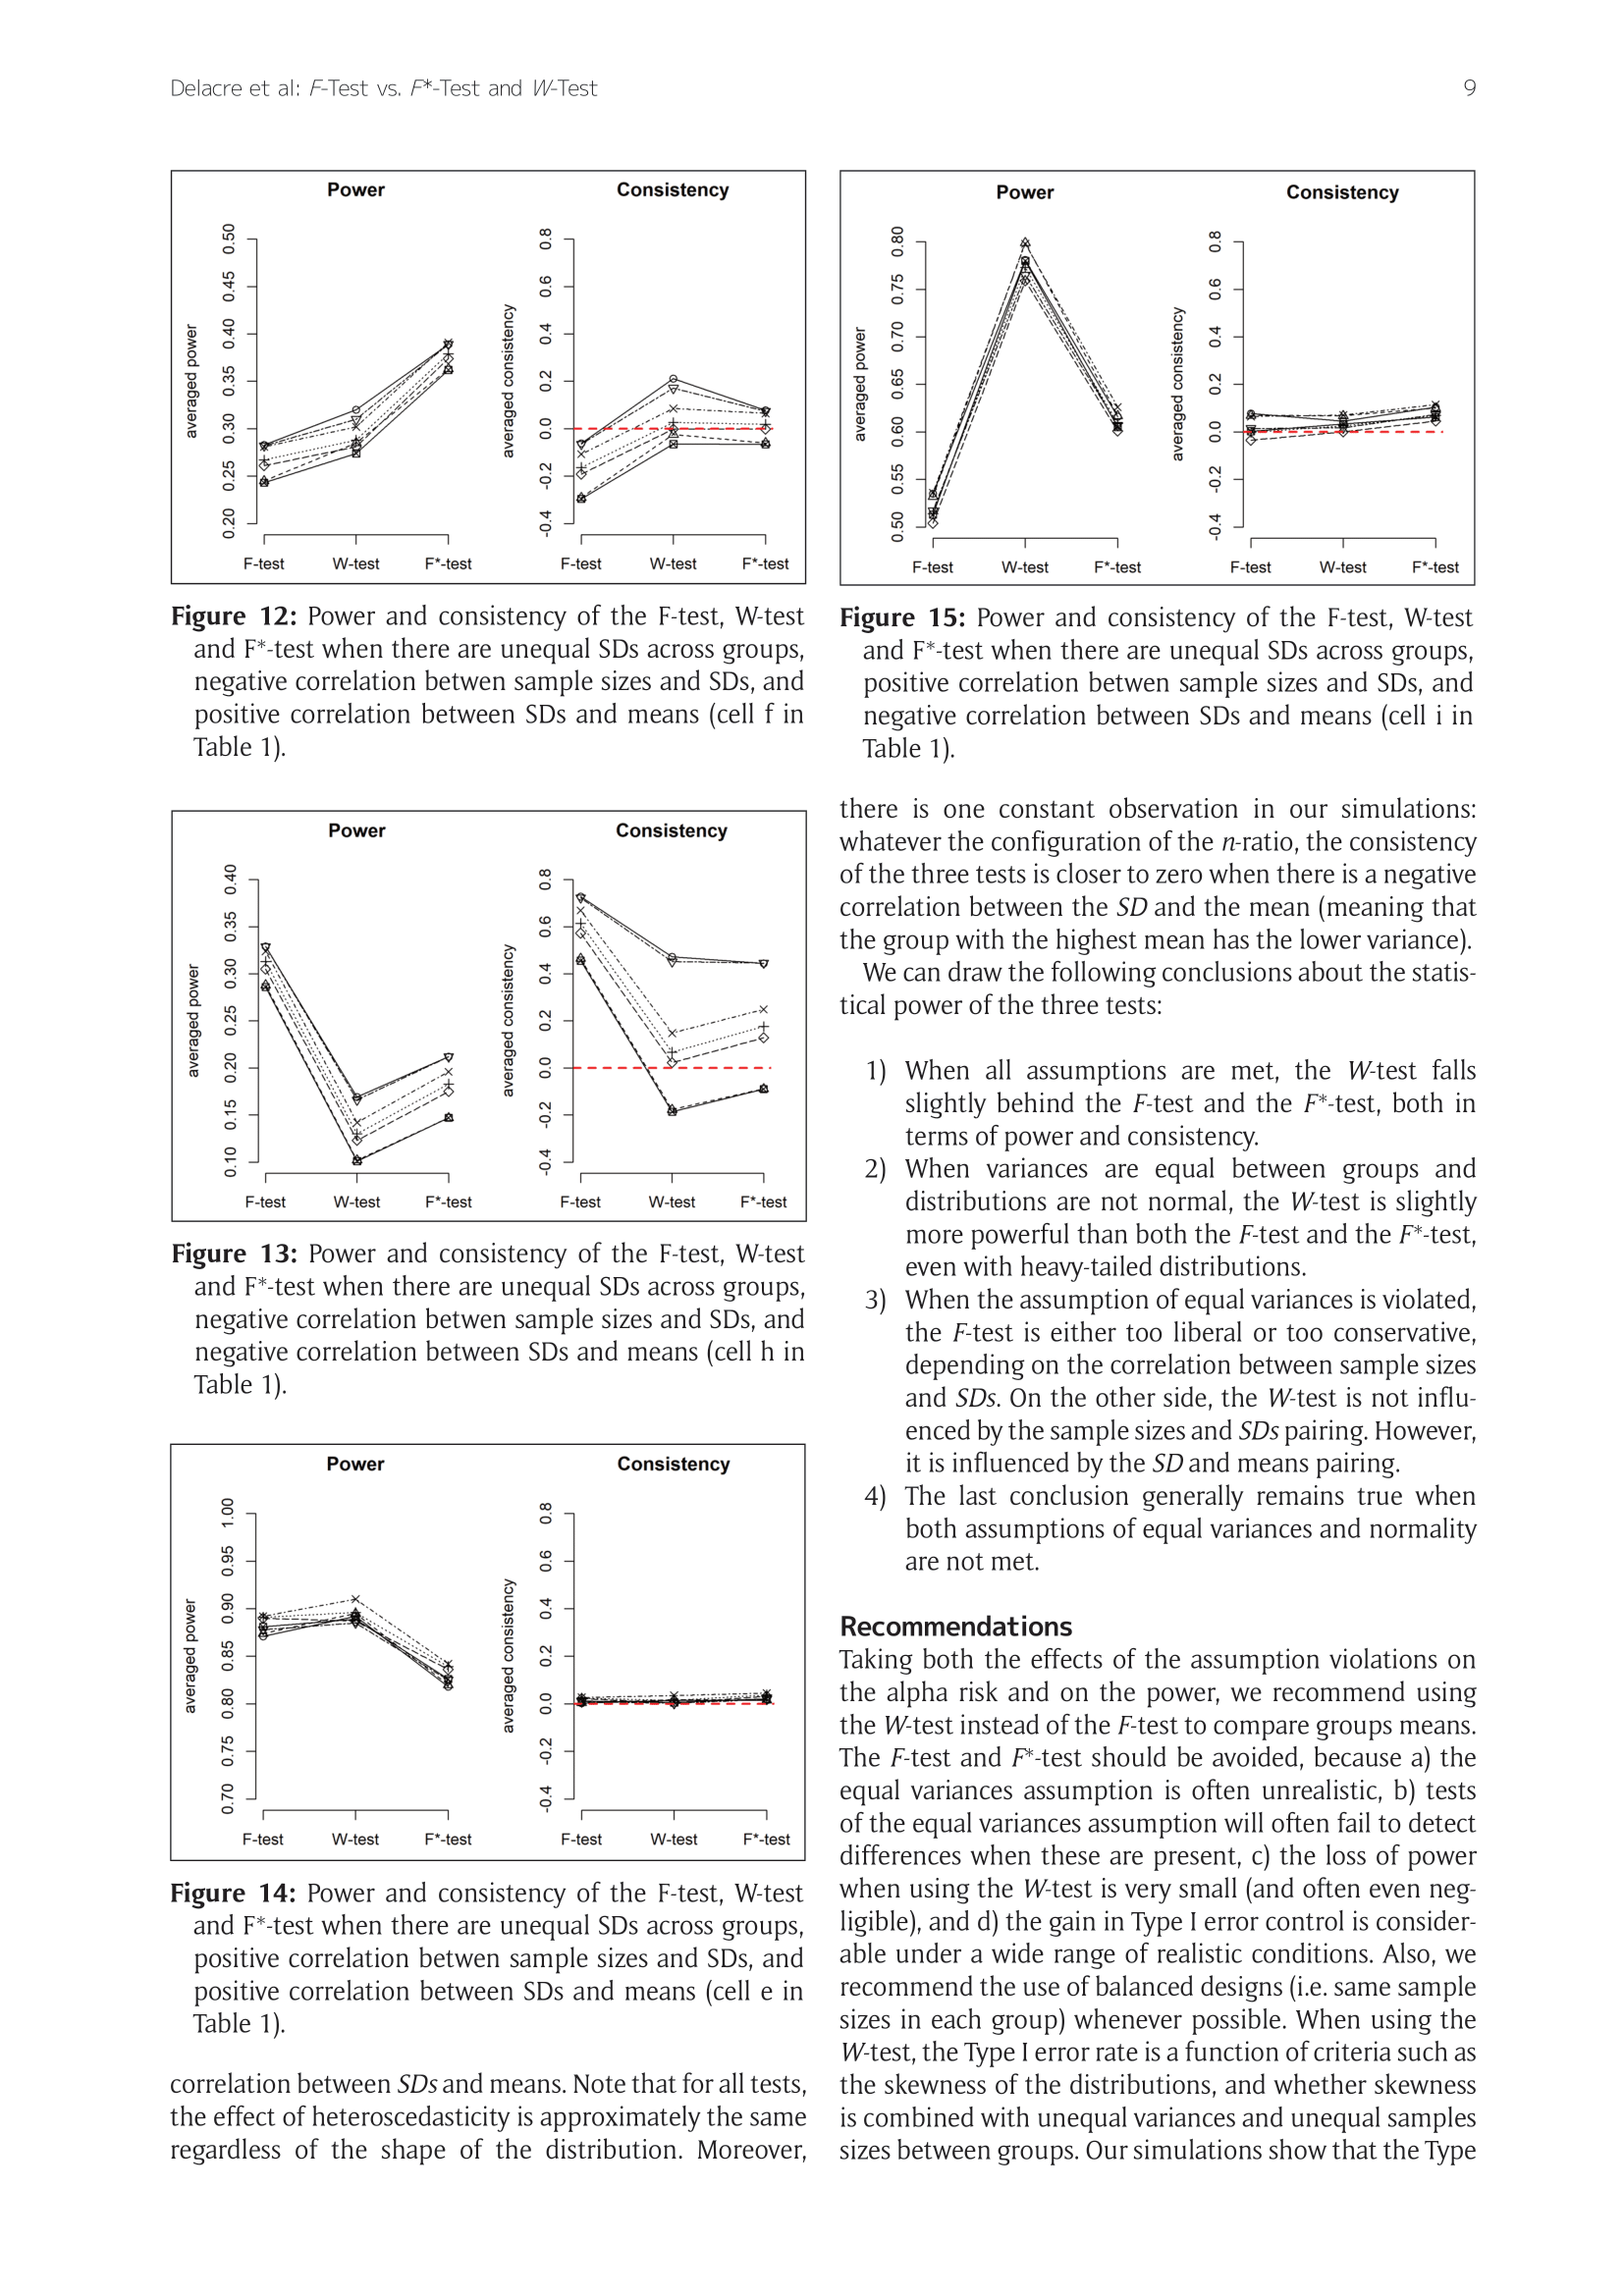 Delacre et al: F-Test vs. F*-Test and W-Test
9
Power
Consistency
averaged power
0.20 0.25 0.30 0.35 0.40 0.45 0.50
averaged consistency
-0.4 -0.2 0.0 0.2 0.4 0.6 0.8
F-test W-test F*-test
F-test W-test F*-test
Figure 12: Power and consistency of the F-test, W-test
and F*-test when there are unequal SDs across groups,
negative correlation betwen sample sizes and SDs, and
positive correlation between SDs and means (cell f in
Table 1).
Power
Consistency
averaged power
0.10 0.15 0.20 0.25 0.30 0.35 0.40
averaged consistency
-0.4 -0.2 0.0 0.2 0.4 0.6 0.8
F-test W-test F*-test
F-test W-test F*-test
Figure 13: Power and consistency of the F-test, W-test
and F*-test when there are unequal SDs across groups,
negative correlation betwen sample sizes and SDs, and
negative correlation between SDs and means (cell h in
Table 1).
Power
Consistency
averaged power
0.70 0.75 0.80 0.85 0.90 0.95 1.00
averaged consistency
-0.4 -0.2 0.0 0.2 0.4 0.6 0.8
F-test W-test F*-test
F-test W-test F*-test
Figure 14: Power and consistency of the F-test, W-test
and F*-test when there are unequal SDs across groups,
positive correlation betwen sample sizes and SDs, and
positive correlation between SDs and means (cell e in
Table 1).
correlation between SDs and means. Note that for all tests,
the effect of heteroscedasticity is approximately the same
regardless of the shape of the distribution. Moreover,
Power
Consistency
averaged power
0.50 0.55 0.60 0.65 0.70 0.75 0.80
averaged consistency
-0.4 -0.2 0.0 0.2 0.4 0.6 0.8
F-test W-test F*-test
F-test W-test F*-test
Figure 15: Power and consistency of the F-test, W-test
and F*-test when there are unequal SDs across groups,
positive correlation betwen sample sizes and SDs, and
negative correlation between SDs and means (cell i in
Table 1).
there is one constant observation in our simulations:
whatever the configuration of the n-ratio, the consistency
of the three tests is closer to zero when there is a negative
correlation between the SD and the mean (meaning that
the group with the highest mean has the lower variance).
We can draw the following conclusions about the statis-
tical power of the three tests:
1) When all assumptions are met, the W-test falls
slightly behind the F-test and the F*-test, both in
terms of power and consistency.
2) When variances are equal between groups and
distributions are not normal, the W-test is slightly
more powerful than both the F-test and the F*-test,
even with heavy-tailed distributions.
3) When the assumption of equal variances is violated,
the F-test is either too liberal or too conservative,
depending on the correlation between sample sizes
and SDs. On the other side, the W-test is not influ-
enced by the sample sizes and SDs pairing. However,
it is influenced by the SD and means pairing.
4) The last conclusion generally remains true when
both assumptions of equal variances and normality
are not met.
Recommendations
Taking both the effects of the assumption violations on
the alpha risk and on the power, we recommend using
the W-test instead of the F-test to compare groups means.
The F-test and F*-test should be avoided, because a) the
equal variances assumption is often unrealistic, b) tests
of the equal variances assumption will often fail to detect
differences when these are present, c) the loss of power
when using the W-test is very small (and often even neg-
ligible), and d) the gain in Type I error control is consider-
able under a wide range of realistic conditions. Also, we
recommend the use of balanced designs (i.e. same sample
sizes in each group) whenever possible. When using the
W-test, the Type I error rate is a function of criteria such as
the skewness of the distributions, and whether skewness
is combined with unequal variances and unequal samples
sizes between groups. Our simulations show that the Type